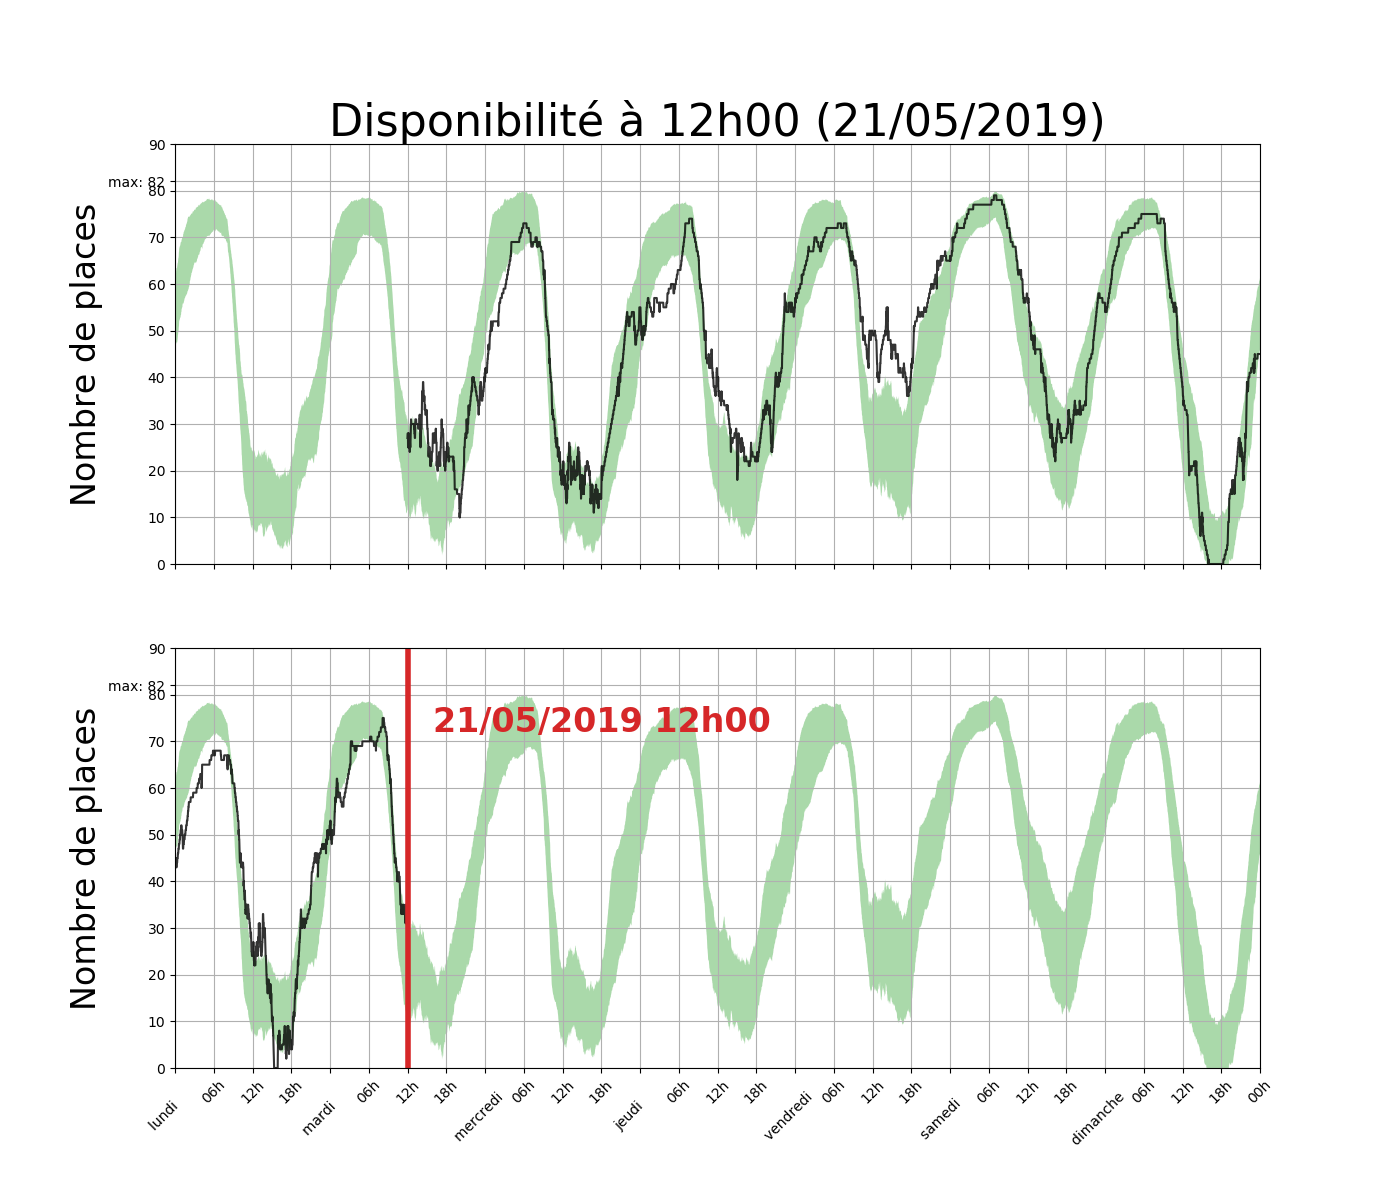 Disponibilité à 12h00 (21/05/2019)
Nombre de places
90
max: 82
80
70
60
50
40
30
20
10
0
Nombre de places
90
max: 82
80
70
60
50
40
30
20
10
0
21/05/2019 12h00
lundi 06h 12h 18h mardi 06h 12h 18h mercredi 06h 12h 18h jeudi 06h 12h 18h vendredi 06h 12h 18h samedi 06h 12h 18h dimanche 06h 12h 18h 00h